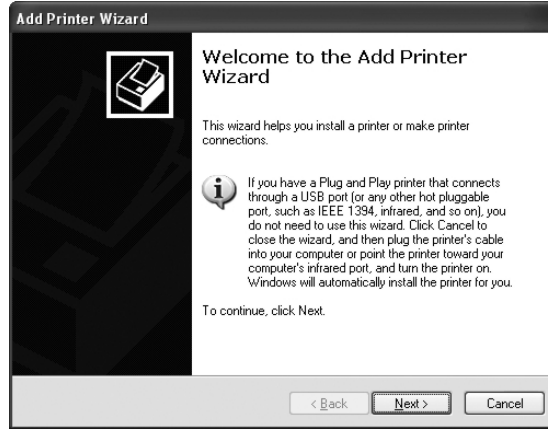 Add Printer Wizard
Welcome to the Add Printer
Wizard
This wizard helps you install a printer or make printer
connections.
If you have a Plug and Play printer that connects
through a USB port (or any other hot pluggable
port, such as IEEE 1394, infrared, and so on), you
do not need to use this wizard. Click Cancel to
close the wizard, and then plug the printer's cable
into your computer or point the printer toward your
computer's infrared port, and turn the printer on.
Windows will automatically install the printer for you.
To continue, click Next.
< Back Next > Cancel